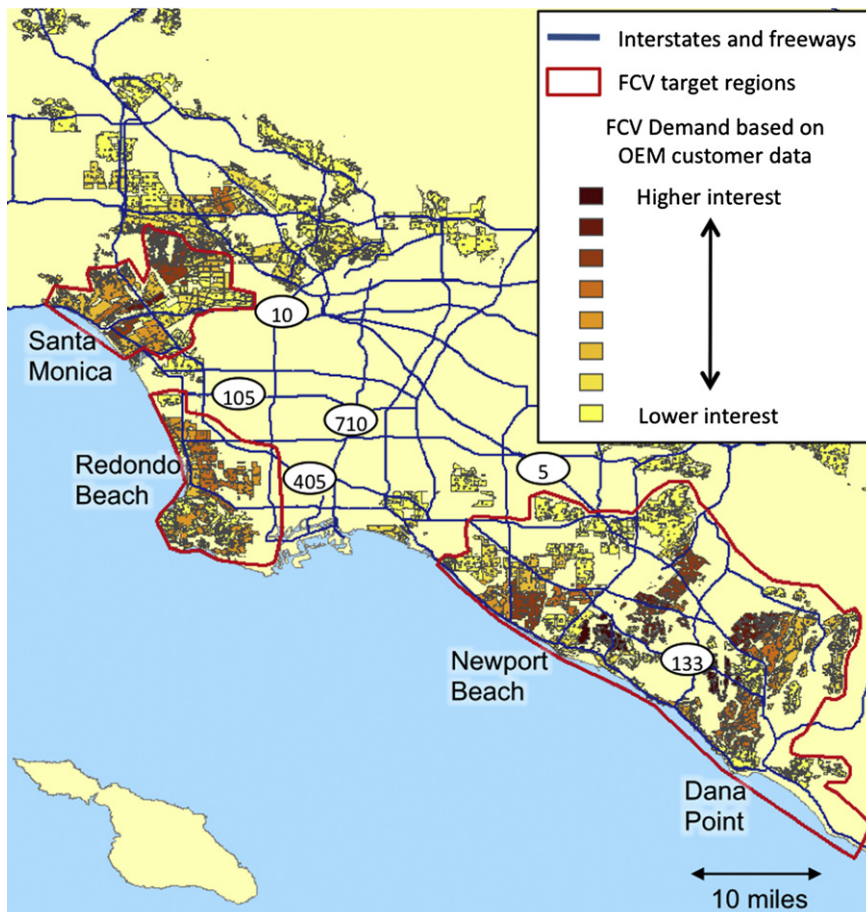 Interstates and freeways
FCV target regions
FCV Demand based on
OEM customer data
Higher interest
Lower interest
10
Santa
Monica
105
710
Redondo
Beach
405
5
Newport
Beach
133
Dana
Point
10 miles